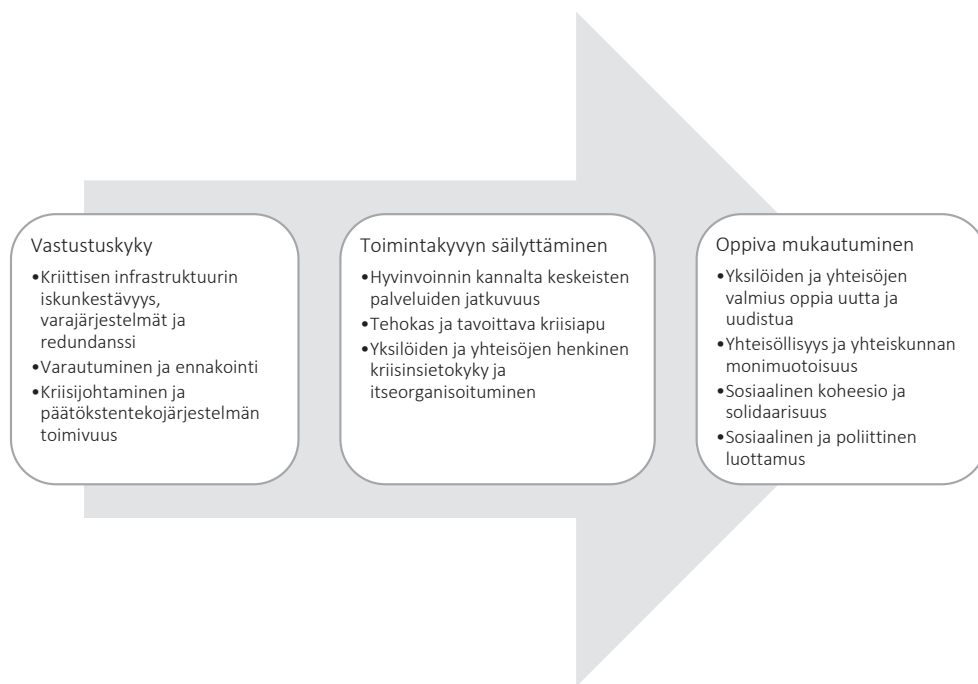 Vastustuskyky
•Kriittisen infrastruktuurin
iskunkestävyys,
varajärjestelmät ja
redundanssi
•Varautuminen ja ennakointi
•Kriisijohtaminen ja
päätökstentekojärjestelmän
toimivuus
Toimintakyvyn säilyttäminen
•Hyvinvoinnin kannalta keskeisten
palveluiden jatkuvuus
•Tehokas ja tavoittava kriisiapu
•Yksilöiden ja yhteisöjen henkinen
kriisinsietokyky ja
itseorganisoituminen
Oppiva mukautuminen
•Yksilöiden ja yhteisöjen
valmius oppia uutta ja
uudistua
•Yhteisöllisyys ja yhteiskunnan
monimuotoisuus
•Sosiaalinen koheesio ja
solidaarisuus
•Sosiaalinen ja poliittinen
luottamus